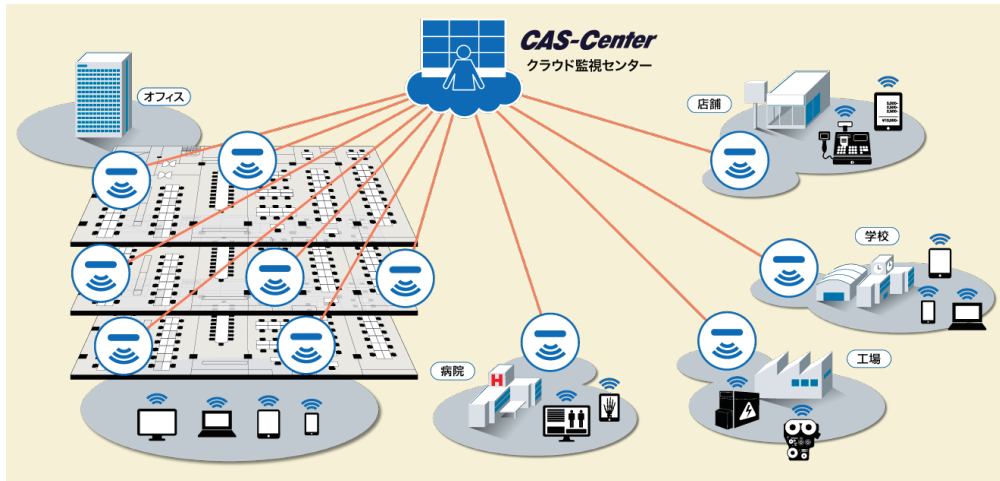 CAS-Center
クラウド監視センター
オフィス
店舗
学校
病院
H
工場